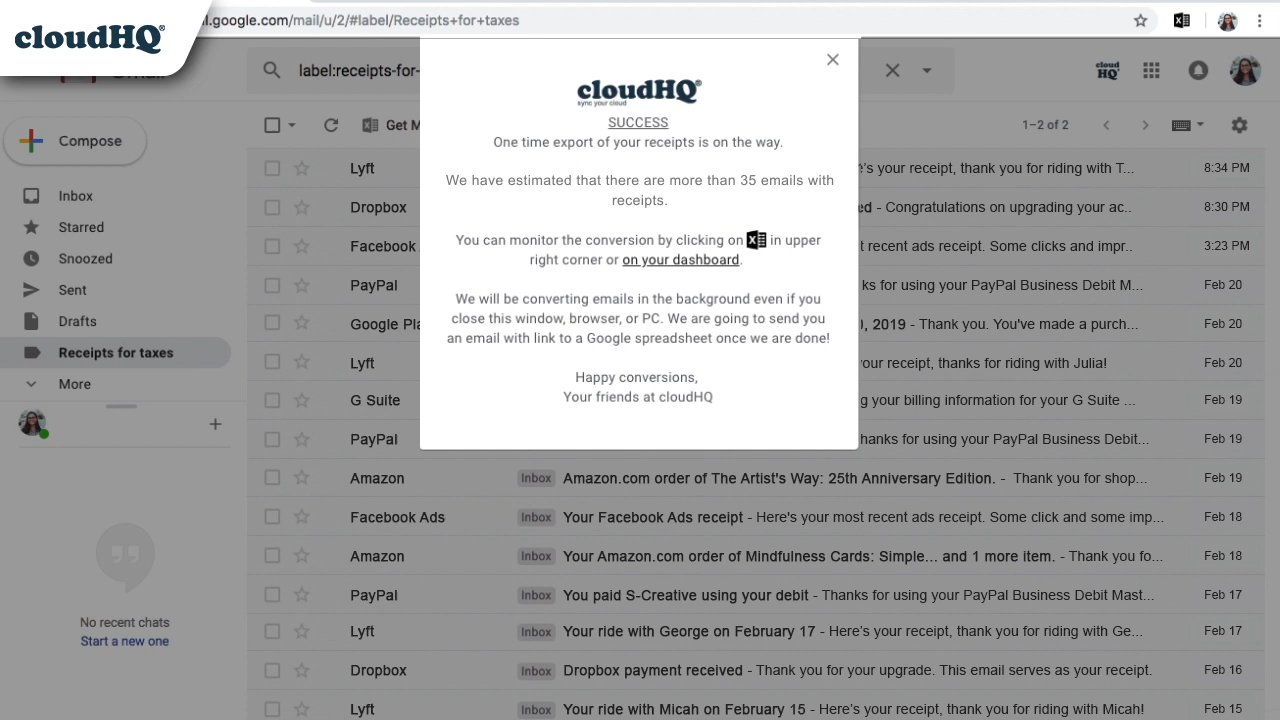 cloudHQ®
l.google.com/mail/u/2/#label/Receipts+for+taxes
label:receipts-for-
cloud HQ
Compose
Get M
1–2 of 2
Inbox
Starred
Snoozed
Sent
Drafts
Receipts for taxes
More
No recent chats
Start a new one
cloudHQ®
sync your cloud
SUCCESS
One time export of your receipts is on the way.
We have estimated that there are more than 35 emails with
receipts.
You can monitor the conversion by clicking on X in upper
right corner or on your dashboard.
We will be converting emails in the background even if you
close this window, browser, or PC. We are going to send you
an email with link to a Google spreadsheet once we are done!
Happy conversions,
Your friends at cloudHQ
Lyft 's your receipt, thank you for riding with T... 8:34 PM
Dropbox ed - Congratulations on upgrading your ac.. 8:30 PM
Facebook t recent ads receipt. Some clicks and impr.. 3:23 PM
PayPal ks for using your PayPal Business Debit M... Feb 20
Google Pla 0, 2019 - Thank you. You've made a purch... Feb 20
Lyft your receipt, thanks for riding with Julia! Feb 20
G Suite g your billing information for your G Suite ... Feb 19
PayPal hanks for using your PayPal Business Debit... Feb 19
Amazon Inbox Amazon.com order of The Artist's Way: 25th Anniversary Edition. - Thank you for shop... Feb 19
Facebook Ads Inbox Your Facebook Ads receipt - Here's your most recent ads receipt. Some click and some imp... Feb 18
Amazon Inbox Your Amazon.com order of Mindfulness Cards: Simple... and 1 more item. - Thank you fo... Feb 18
PayPal Inbox You paid S-Creative using your debit - Thanks for using your PayPal Business Debit Mast... Feb 17
Lyft Inbox Your ride with George on February 17 - Here's your receipt, thank you for riding with Ge... Feb 17
Dropbox Inbox Dropbox payment received - Thank you for your upgrade. This email serves as your receipt. Feb 16
Lyft Inbox Your ride with Micah on February 15 - Here's your receipt, thank you for riding with Micah! Feb 15